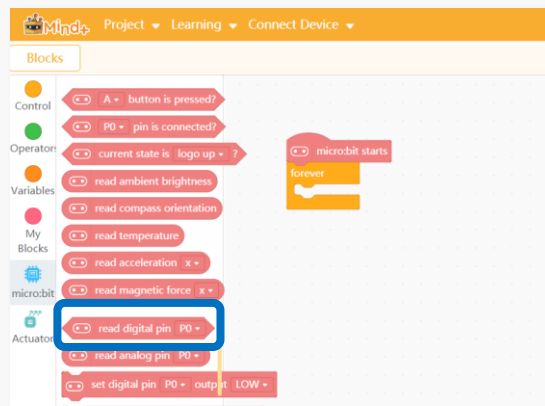 Mind+ Project Learning Connect Device
Blocks
Control
Operators
Variables
My
Blocks
micro:bit
Actuator
A button is pressed?
P0 pin is connected?
current state is logo up ?
read ambient brightness
read compass orientation
read temperature
read acceleration x
read magnetic force x
read digital pin P0
read analog pin P0
set digital pin P0 output LOW
micro:bit starts
forever